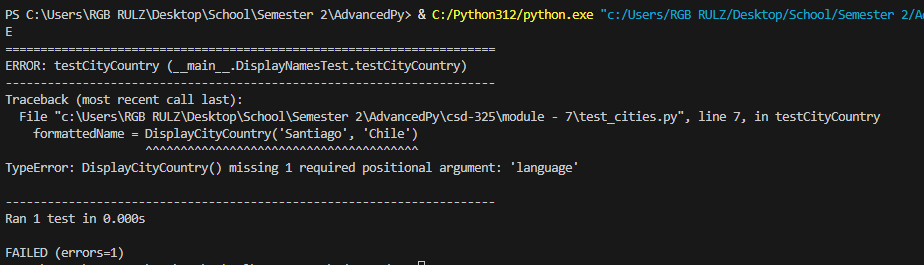 PS C:\Users\RGB RULZ\Desktop\School\Semester 2\AdvancedPy> & C:/Python312/python.exe "c:/Users/RGB RULZ/Desktop/School/Semester 2/Ad
E
======================================================================
ERROR: testCityCountry (__main__.DisplayNamesTest.testCityCountry)
----------------------------------------------------------------------
Traceback (most recent call last):
  File "c:\Users\RGB RULZ\Desktop\School\Semester 2\AdvancedPy\csd-325\module - 7\test_cities.py", line 7, in testCityCountry
    formattedName = DisplayCityCountry('Santiago', 'Chile')
                    ^^^^^^^^^^^^^^^^^^^^^^^^^^^^^^^^^^^^^^^
TypeError: DisplayCityCountry() missing 1 required positional argument: 'language'

----------------------------------------------------------------------
Ran 1 test in 0.000s

FAILED (errors=1)